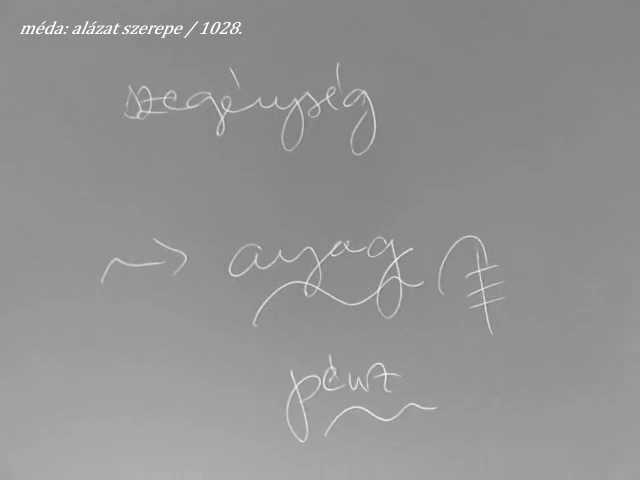 méda: alázat szerepe / 1028.
szegénység
~> anyag
pénz